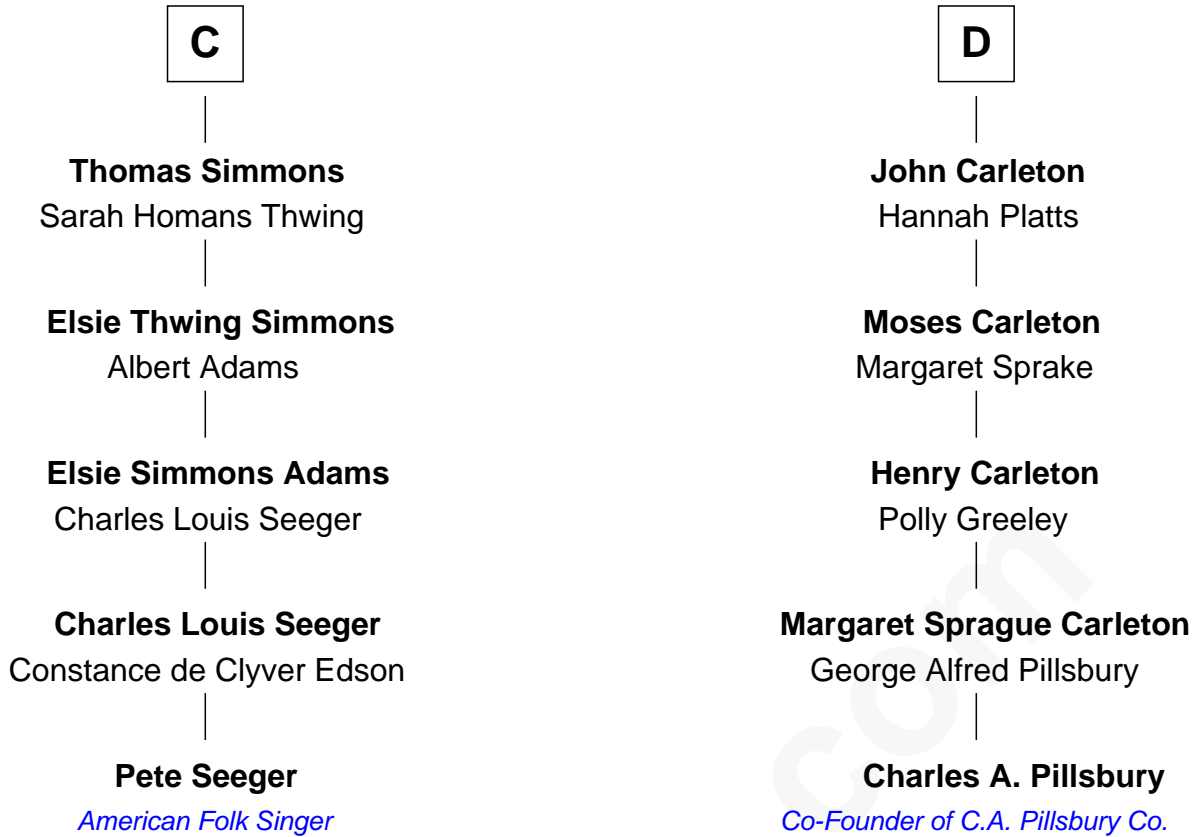 C
Thomas Simmons
Sarah Homans Thwing
Elsie Thwing Simmons
Albert Adams
Elsie Simmons Adams
Charles Louis Seeger
Charles Louis Seeger
Constance de Clyver Edson
Pete Seeger
American Folk Singer
D
John Carleton
Hannah Platts
Moses Carleton
Margaret Sprake
Henry Carleton
Polly Greeley
Margaret Sprague Carleton
George Alfred Pillsbury
Charles A. Pillsbury
Co-Founder of C.A. Pillsbury Co.
com